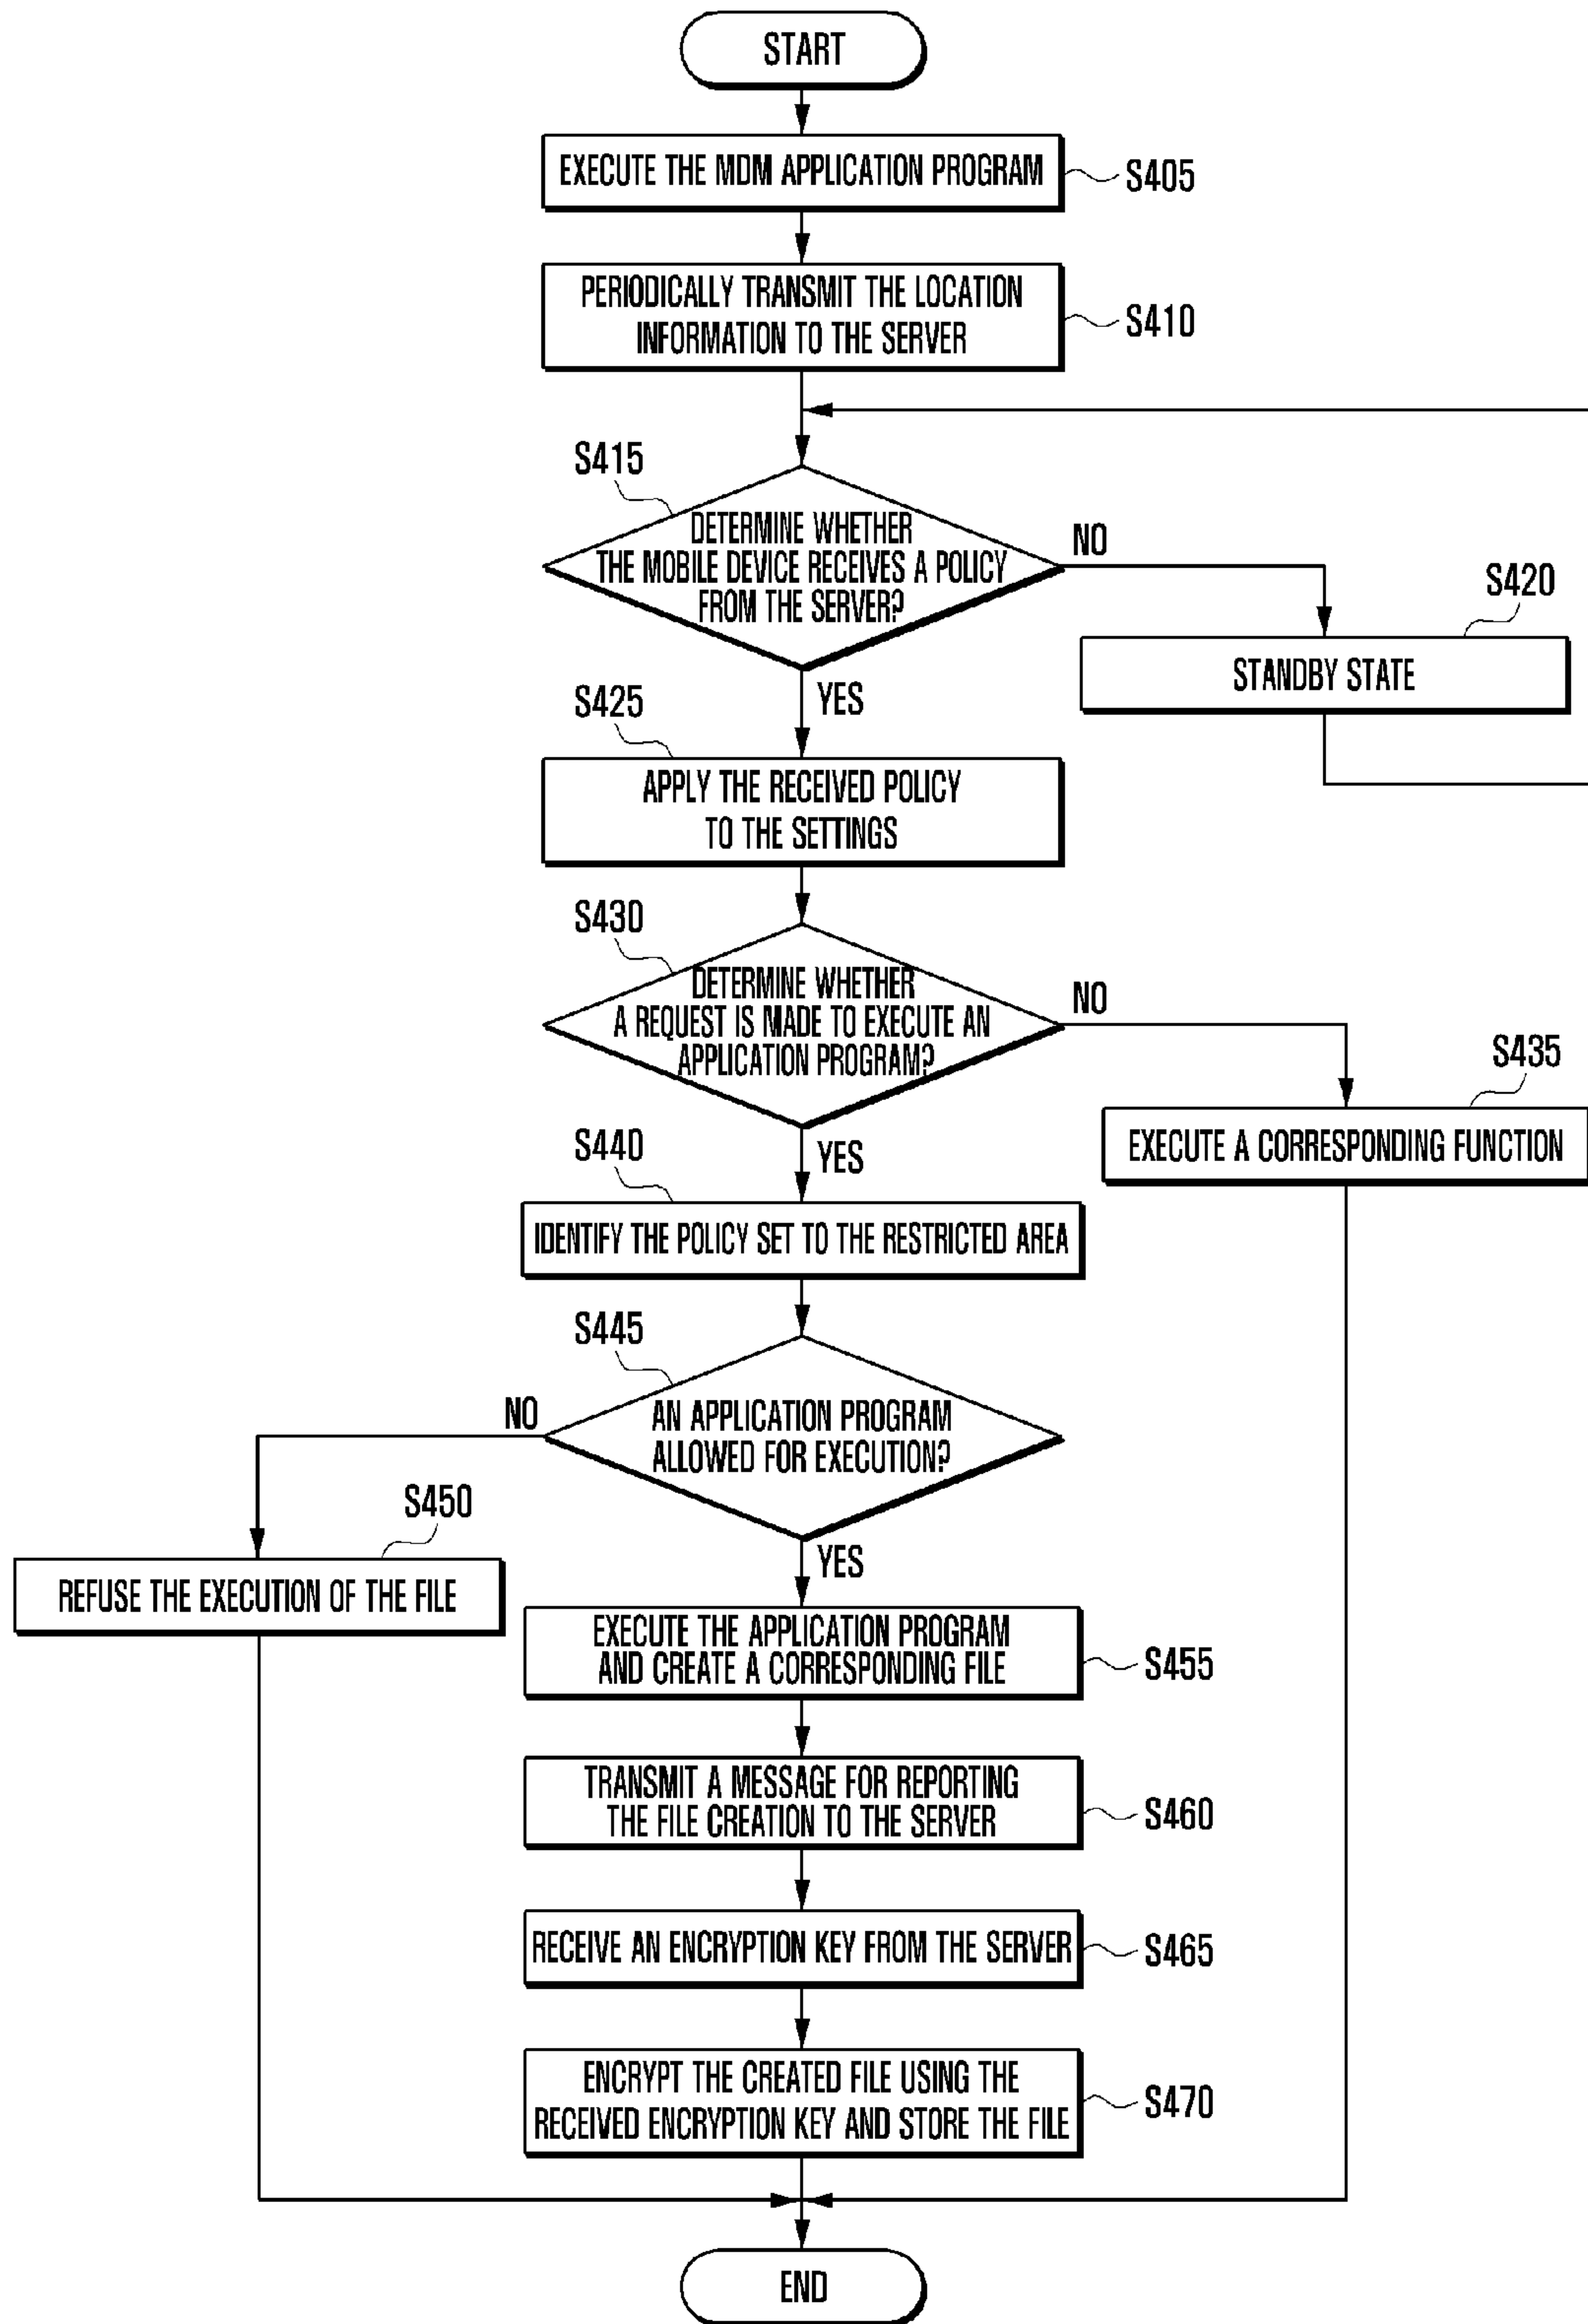 START
EXECUTE THE MDM APPLICATION PROGRAM
S405
PERIODICALLY TRANSMIT THE LOCATION
INFORMATION TO THE SERVER
S410
S415
DETERMINE WHETHER
THE MOBILE DEVICE RECEIVES A POLICY
FROM THE SERVER?
NO
S420
STANDBY STATE
YES
S425
APPLY THE RECEIVED POLICY
TO THE SETTINGS
S430
DETERMINE WHETHER
A REQUEST IS MADE TO EXECUTE AN
APPLICATION PROGRAM?
NO
S435
EXECUTE A CORRESPONDING FUNCTION
YES
S440
IDENTIFY THE POLICY SET TO THE RESTRICTED AREA
S445
AN APPLICATION PROGRAM
ALLOWED FOR EXECUTION?
NO
S450
REFUSE THE EXECUTION OF THE FILE
YES
EXECUTE THE APPLICATION PROGRAM
AND CREATE A CORRESPONDING FILE
S455
TRANSMIT A MESSAGE FOR REPORTING
THE FILE CREATION TO THE SERVER
S460
RECEIVE AN ENCRYPTION KEY FROM THE SERVER
S465
ENCRYPT THE CREATED FILE USING THE
RECEIVED ENCRYPTION KEY AND STORE THE FILE
S470
END